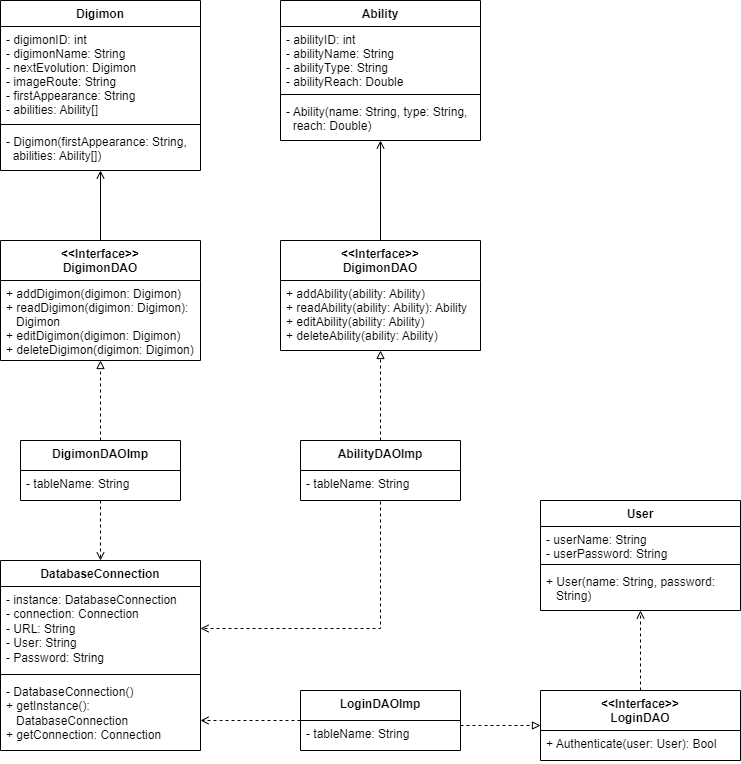 Digimon
- digimonID: int
- digimonName: String
- nextEvolution: Digimon
- imageRoute: String
- firstAppearance: String
- abilities: Ability[]
- Digimon(firstAppearance: String,
abilities: Ability[])
Ability
- abilityID: int
- abilityName: String
- abilityType: String
- abilityReach: Double
- Ability(name: String, type: String,
reach: Double)
<<Interface>>
DigimonDAO
+ addDigimon(digimon: Digimon)
+ readDigimon(digimon: Digimon):
Digimon
+ editDigimon(digimon: Digimon)
+ deleteDigimon(digimon: Digimon)
<<Interface>>
DigimonDAO
+ addAbility(ability: Ability)
+ readAbility(ability: Ability): Ability
+ editAbility(ability: Ability)
+ deleteAbility(ability: Ability)
DigimonDAOImp
- tableName: String
AbilityDAOImp
- tableName: String
User
- userName: String
- userPassword: String
+ User(name: String, password:
String)
DatabaseConnection
- instance: DatabaseConnection
- connection: Connection
- URL: String
- User: String
- Password: String
- DatabaseConnection()
+ getInstance():
DatabaseConnection
+ getConnection: Connection
LoginDAOImp
- tableName: String
<<Interface>>
LoginDAO
+ Authenticate(user: User): Bool